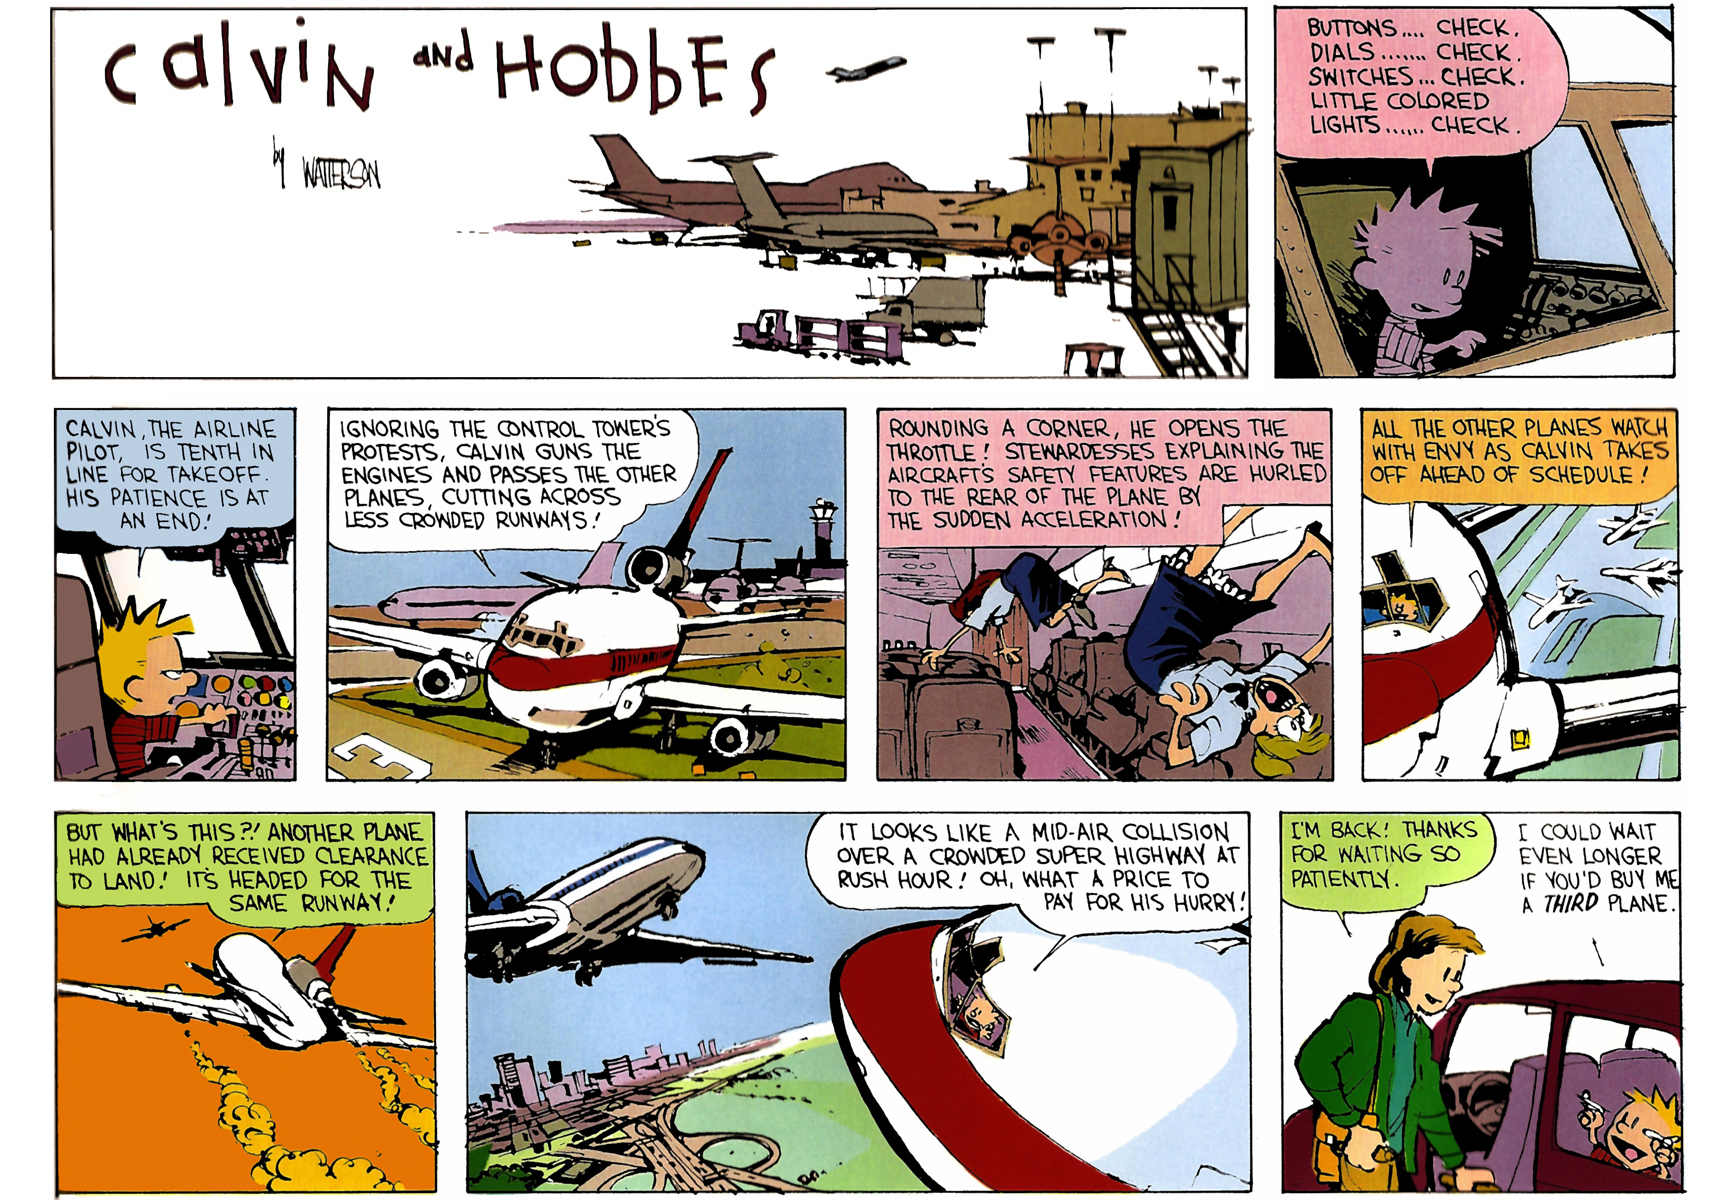 CALVIN AND HOBBES
by WATTERSON
BUTTONS.... CHECK.
DIALS ....... CHECK.
SWITCHES... CHECK.
LITTLE COLORED
LIGHTS...... CHECK.
CALVIN, THE AIRLINE
PILOT, IS TENTH IN
LINE FOR TAKEOFF.
HIS PATIENCE IS AT
AN END!
IGNORING THE CONTROL TOWER'S
PROTESTS, CALVIN GUNS THE
ENGINES AND PASSES THE OTHER
PLANES, CUTTING ACROSS
LESS CROWDED RUNWAYS!
3
ROUNDING A CORNER, HE OPENS THE
THROTTLE! STEWARDESSES EXPLAINING THE
AIRCRAFT'S SAFETY FEATURES ARE HURLED
TO THE REAR OF THE PLANE BY
THE SUDDEN ACCELERATION!
ALL THE OTHER PLANES WATCH
WITH ENVY AS CALVIN TAKES
OFF AHEAD OF SCHEDULE!
BUT WHAT'S THIS?! ANOTHER PLANE
HAD ALREADY RECEIVED CLEARANCE
TO LAND! IT'S HEADED FOR THE
SAME RUNWAY!
IT LOOKS LIKE A MID-AIR COLLISION
OVER A CROWDED SUPER HIGHWAY AT
RUSH HOUR! OH, WHAT A PRICE TO
PAY FOR HIS HURRY!
I'M BACK! THANKS
FOR WAITING SO
PATIENTLY.
I COULD WAIT
EVEN LONGER
IF YOU'D BUY ME
A THIRD PLANE.